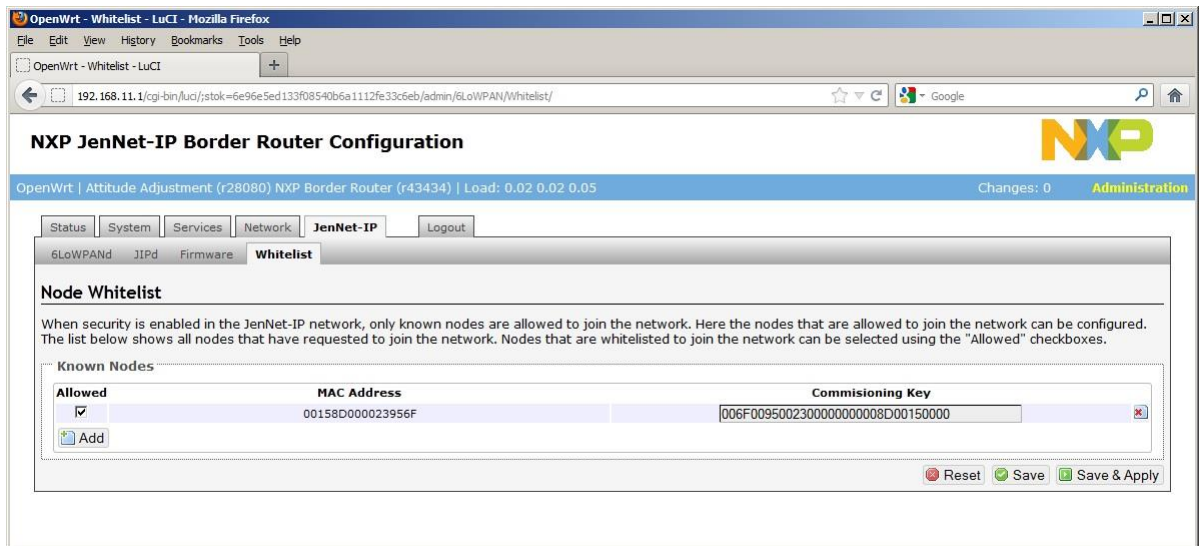 OpenWrt - Whitelist - LuCI - Mozilla Firefox
File Edit View History Bookmarks Tools Help
OpenWrt - Whitelist - LuCI +
192.168.11.1/cgi-bin/luci/;stok=6e96e5ed133f08540b6a1112fe33c6eb/admin/6LoWPAN/Whitelist/ Google
NXP JenNet-IP Border Router Configuration
NXP
OpenWrt | Attitude Adjustment (r28080) NXP Border Router (r43434) | Load: 0.02 0.02 0.05 Changes: 0 Administration
Status System Services Network JenNet-IP Logout
6LoWPANd JIPd Firmware Whitelist
Node Whitelist
When security is enabled in the JenNet-IP network, only known nodes are allowed to join the network. Here the nodes that are allowed to join the network can be configured.
The list below shows all nodes that have requested to join the network. Nodes that are whitelisted to join the network can be selected using the "Allowed" checkboxes.
Known Nodes
Allowed MAC Address Commisioning Key
00158D000023956F 006F0095002300000000008D00150000
Add
Reset Save Save & Apply